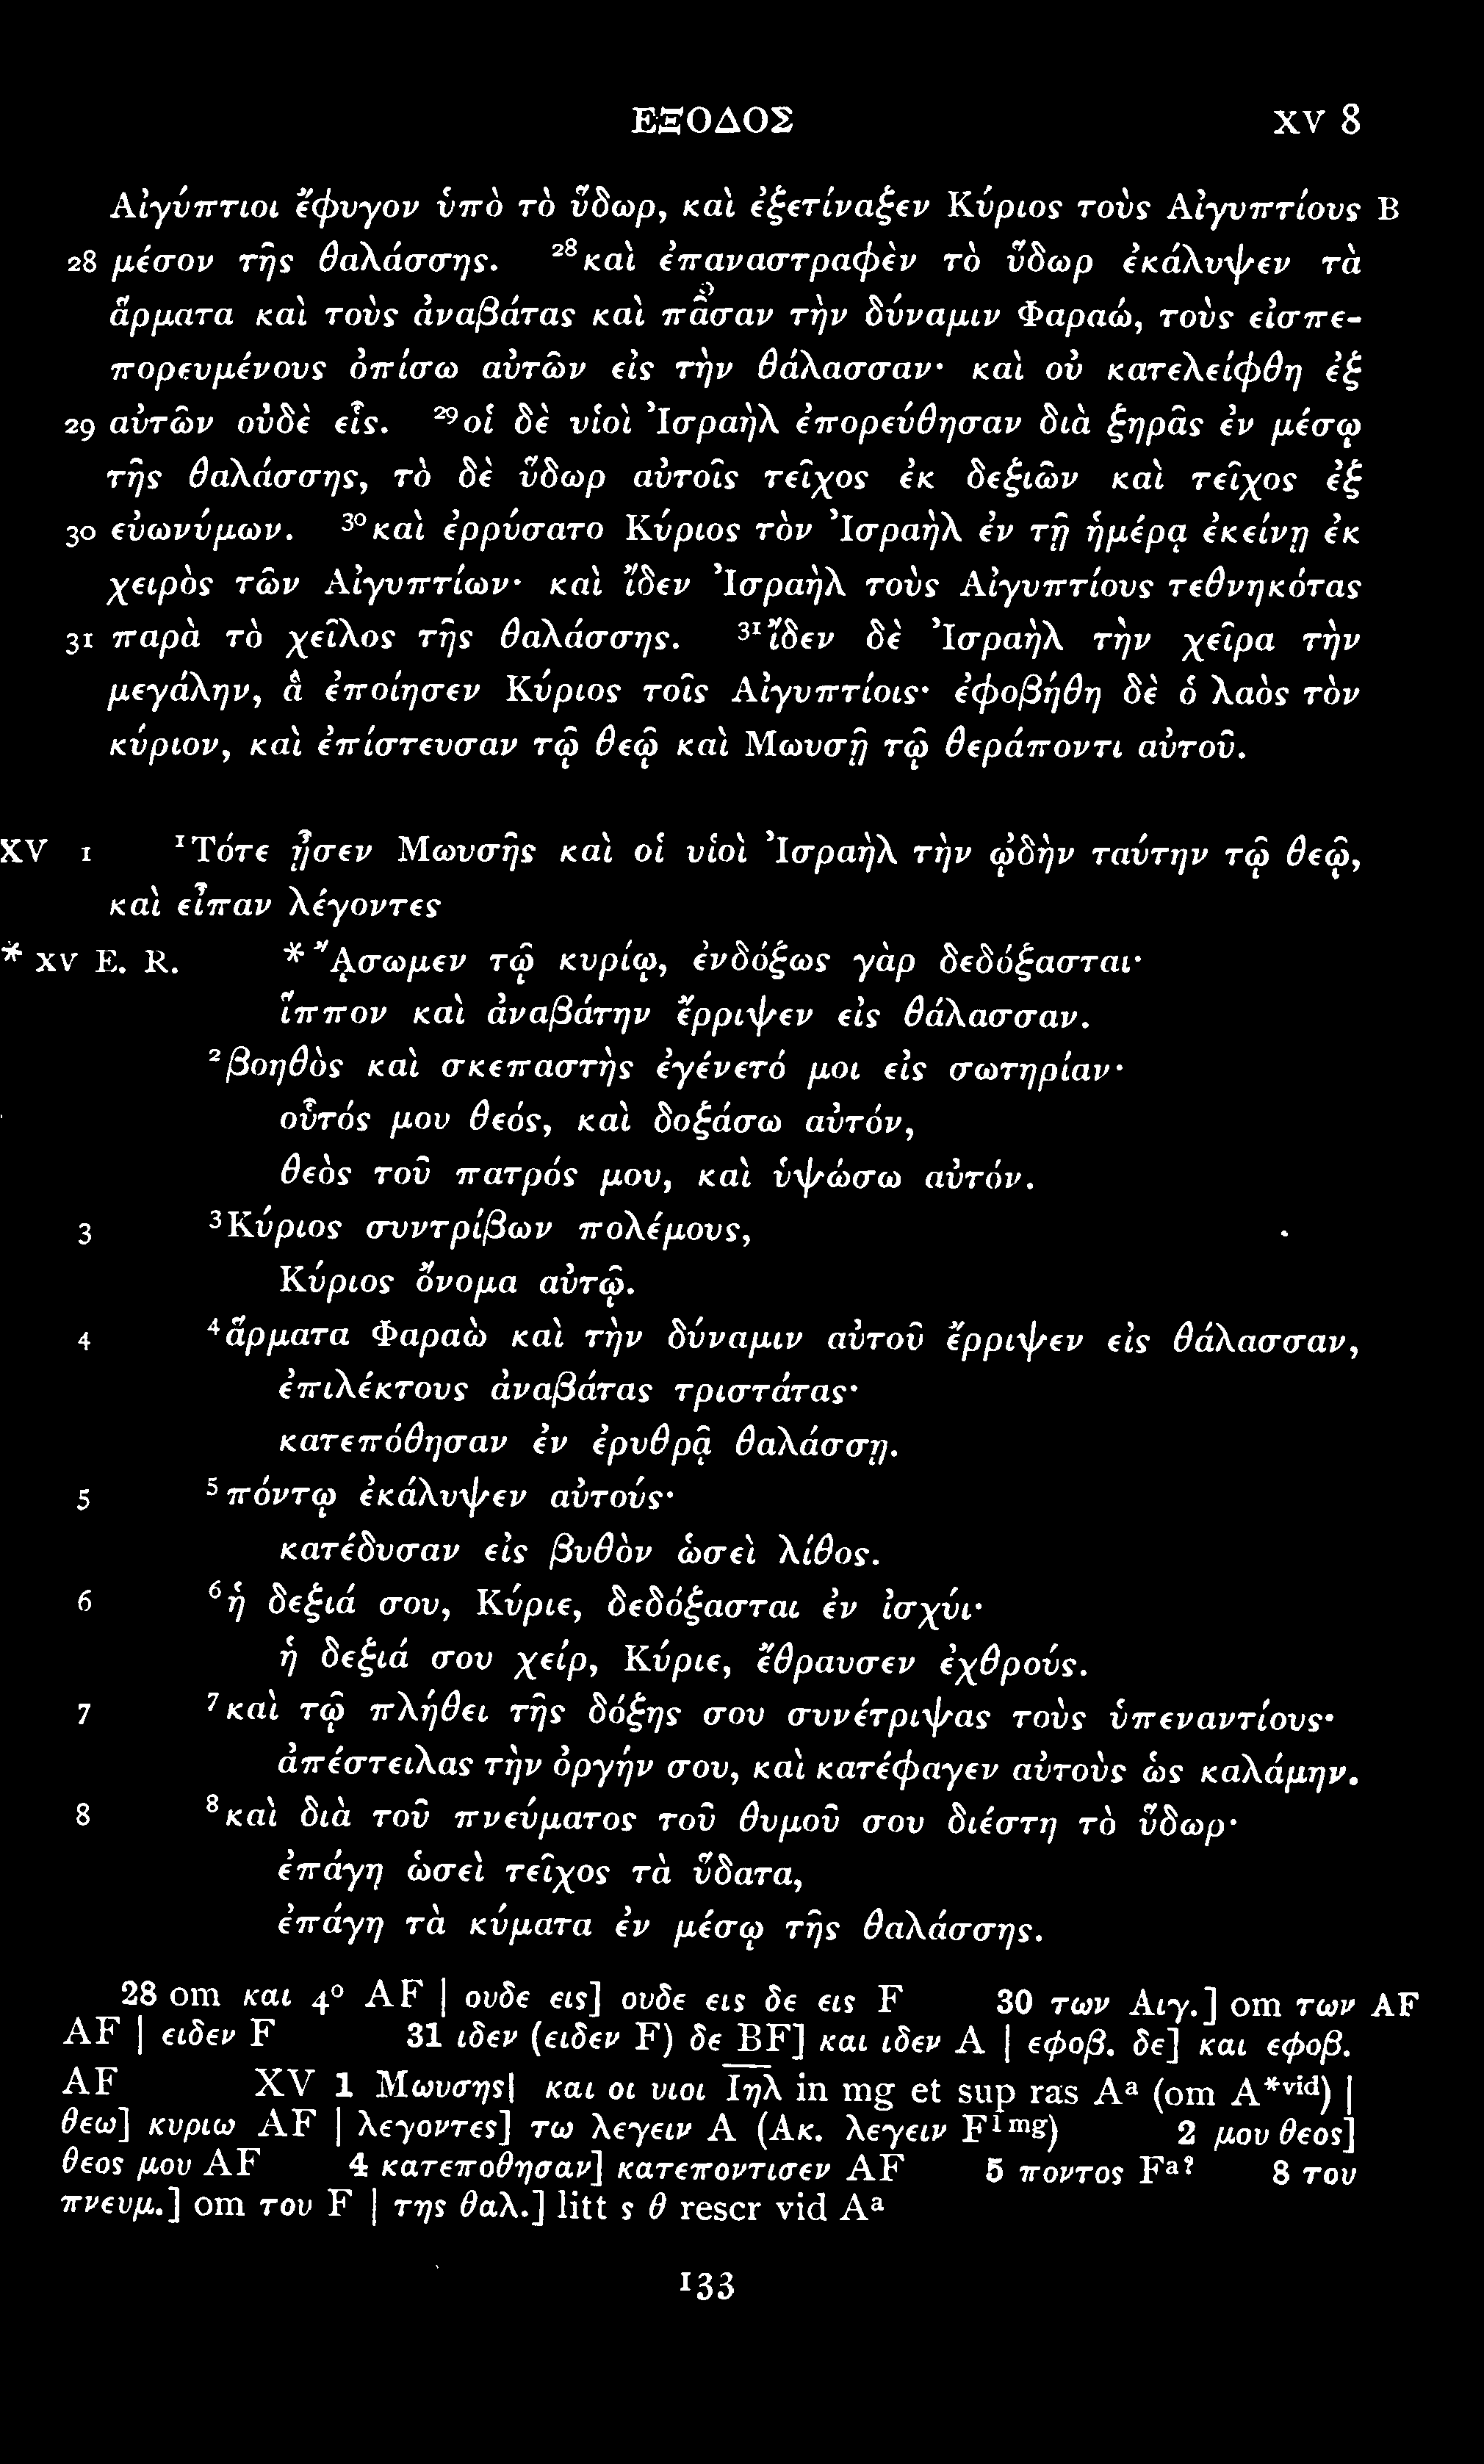 ΕΞΟΔΟΣ XV 8
Αἰγύπτιοι ἔφυγον ὑπὸ τὸ ὕδωρ, καὶ ἐξετίναξεν Κύριος τοὺς Αἰγυπτίους B
28 μέσον τῆς θαλάσσης. ²⁸καὶ ἐπαναστραφὲν τὸ ὕδωρ ἐκάλυψεν τὰ
ἅρματα καὶ τοὺς ἀναβάτας καὶ πᾶσαν τὴν δύναμιν Φαραώ, τοὺς εἰσπε-
πορευμένους ὀπίσω αὐτῶν εἰς τὴν θάλασσαν· καὶ οὐ κατελείφθη ἐξ
29 αὐτῶν οὐδὲ εἷς. ²⁹οἱ δὲ υἱοὶ Ἰσραὴλ ἐπορεύθησαν διὰ ξηρᾶς ἐν μέσῳ
τῆς θαλάσσης, τὸ δὲ ὕδωρ αὐτοῖς τεῖχος ἐκ δεξιῶν καὶ τεῖχος ἐξ
30 εὐωνύμων. ³⁰καὶ ἐρρύσατο Κύριος τὸν Ἰσραὴλ ἐν τῇ ἡμέρᾳ ἐκείνῃ ἐκ
χειρὸς τῶν Αἰγυπτίων· καὶ ἴδεν Ἰσραὴλ τοὺς Αἰγυπτίους τεθνηκότας
31 παρὰ τὸ χεῖλος τῆς θαλάσσης. ³¹ἴδεν δὲ Ἰσραὴλ τὴν χεῖρα τὴν
μεγάλην, ἃ ἐποίησεν Κύριος τοῖς Αἰγυπτίοις· ἐφοβήθη δὲ ὁ λαὸς τὸν
κύριον, καὶ ἐπίστευσαν τῷ θεῷ καὶ Μωυσῇ τῷ θεράποντι αὐτοῦ.
XV 1 ¹Τότε ᾖσεν Μωυσῆς καὶ οἱ υἱοὶ Ἰσραὴλ τὴν ᾠδὴν ταύτην τῷ θεῷ,
καὶ εἶπαν λέγοντες
* XV E. R. *ᾌσωμεν τῷ κυρίῳ, ἐνδόξως γὰρ δεδόξασται·
ἵππον καὶ ἀναβάτην ἔρριψεν εἰς θάλασσαν.
²βοηθὸς καὶ σκεπαστὴς ἐγένετό μοι εἰς σωτηρίαν·
οὗτός μου θεός, καὶ δοξάσω αὐτόν,
θεὸς τοῦ πατρός μου, καὶ ὑψώσω αὐτόν.
3 ³Κύριος συντρίβων πολέμους,
Κύριος ὄνομα αὐτῷ.
4 ⁴ἅρματα Φαραὼ καὶ τὴν δύναμιν αὐτοῦ ἔρριψεν εἰς θάλασσαν,
ἐπιλέκτους ἀναβάτας τριστάτας·
κατεπόθησαν ἐν ἐρυθρᾷ θαλάσσῃ.
5 ⁵πόντῳ ἐκάλυψεν αὐτούς·
κατέδυσαν εἰς βυθὸν ὡσεὶ λίθος.
6 ⁶ἡ δεξιά σου, Κύριε, δεδόξασται ἐν ἰσχύι·
ἡ δεξιά σου χείρ, Κύριε, ἔθραυσεν ἐχθρούς.
7 ⁷καὶ τῷ πλήθει τῆς δόξης σου συνέτριψας τοὺς ὑπεναντίους·
ἀπέστειλας τὴν ὀργήν σου, καὶ κατέφαγεν αὐτοὺς ὡς καλάμην.
8 ⁸καὶ διὰ τοῦ πνεύματος τοῦ θυμοῦ σου διέστη τὸ ὕδωρ·
ἐπάγη ὡσεὶ τεῖχος τὰ ὕδατα,
ἐπάγη τὰ κύματα ἐν μέσῳ τῆς θαλάσσης.
28 om και 4° AF | ουδε εις] ουδε εις δε εις F 30 των Αιγ.] om των AF
AF | ειδεν F 31 ιδεν (ειδεν F) δε BF] και ιδεν A | εφοβ. δε] και εφοβ.
AF XV 1 Μωυσης| και οι υιοι Ι̅η̅λ̅ in mg et sup ras Aᵃ (om A*ᵛⁱᵈ) |
θεω] κυριω AF | λεγοντες] τω λεγειν A (Ακ. λεγειν F¹ᵐᵍ) 2 μου θεος]
θεος μου AF 4 κατεποθησαν] κατεποντισεν AF 5 ποντος Fᵃ? 8 του
πνευμ.] om του F | της θαλ.] litt ς θ rescr vid Aᵃ
133